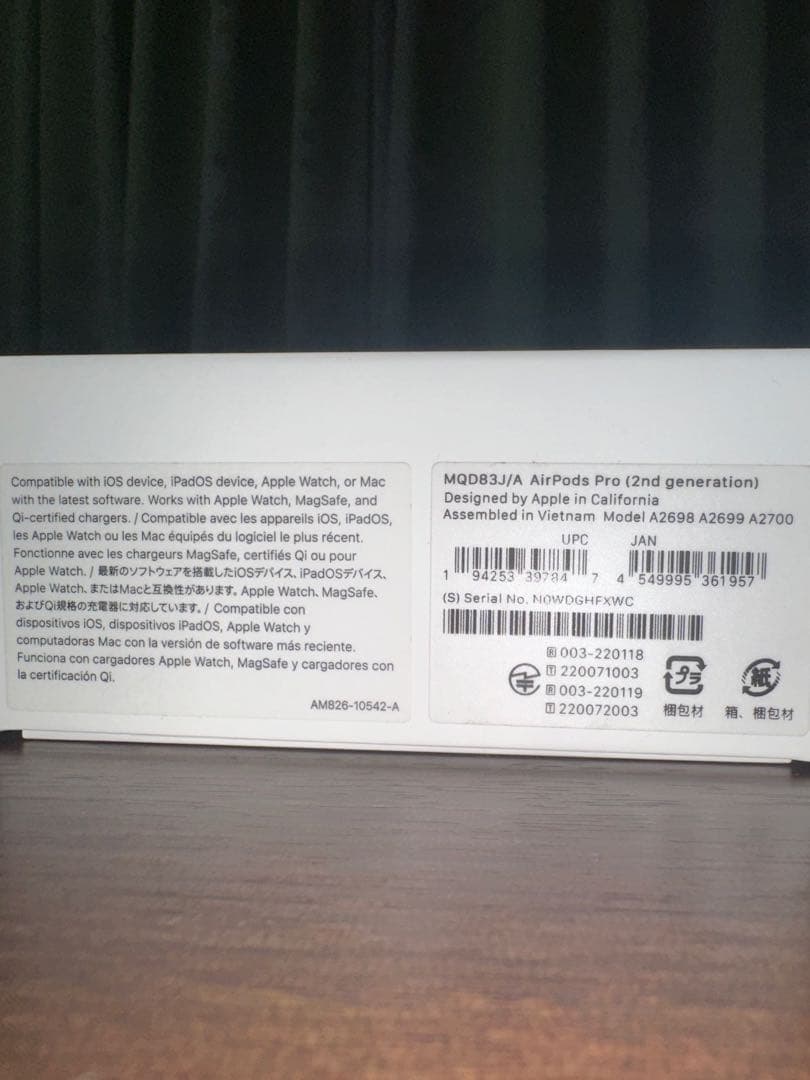 Compatible with iOS device, iPadOS device, Apple Watch, or Mac
with the latest software. Works with Apple Watch, MagSafe, and
Qi-certified chargers. / Compatible avec les appareils iOS, iPadOS,
les Apple Watch ou les Mac équipés du logiciel le plus récent.
Fonctionne avec les chargeurs MagSafe, certifiés Qi ou pour
Apple Watch. / 最新のソフトウェアを搭載したiOSデバイス、iPadOSデバイス、
Apple Watch、またはMacと互換性があります。Apple Watch、MagSafe、
およびQi規格の充電器に対応しています。/ Compatible con
dispositivos iOS, dispositivos iPadOS, Apple Watch y
computadoras Mac con la versión de software más reciente.
Funciona con cargadores Apple Watch, MagSafe y cargadores con
la certificación Qi.
AM826-10542-A
MQD83J/A AirPods Pro (2nd generation)
Designed by Apple in California
Assembled in Vietnam Model A2698 A2699 A2700
UPC JAN
1 94253 39784 7 4 549995 361957
(S) Serial No. N0WDGHFXWC
R 003-220118
T 220071003
R 003-220119
T 220072003
プラ
梱包材
紙
箱、梱包材